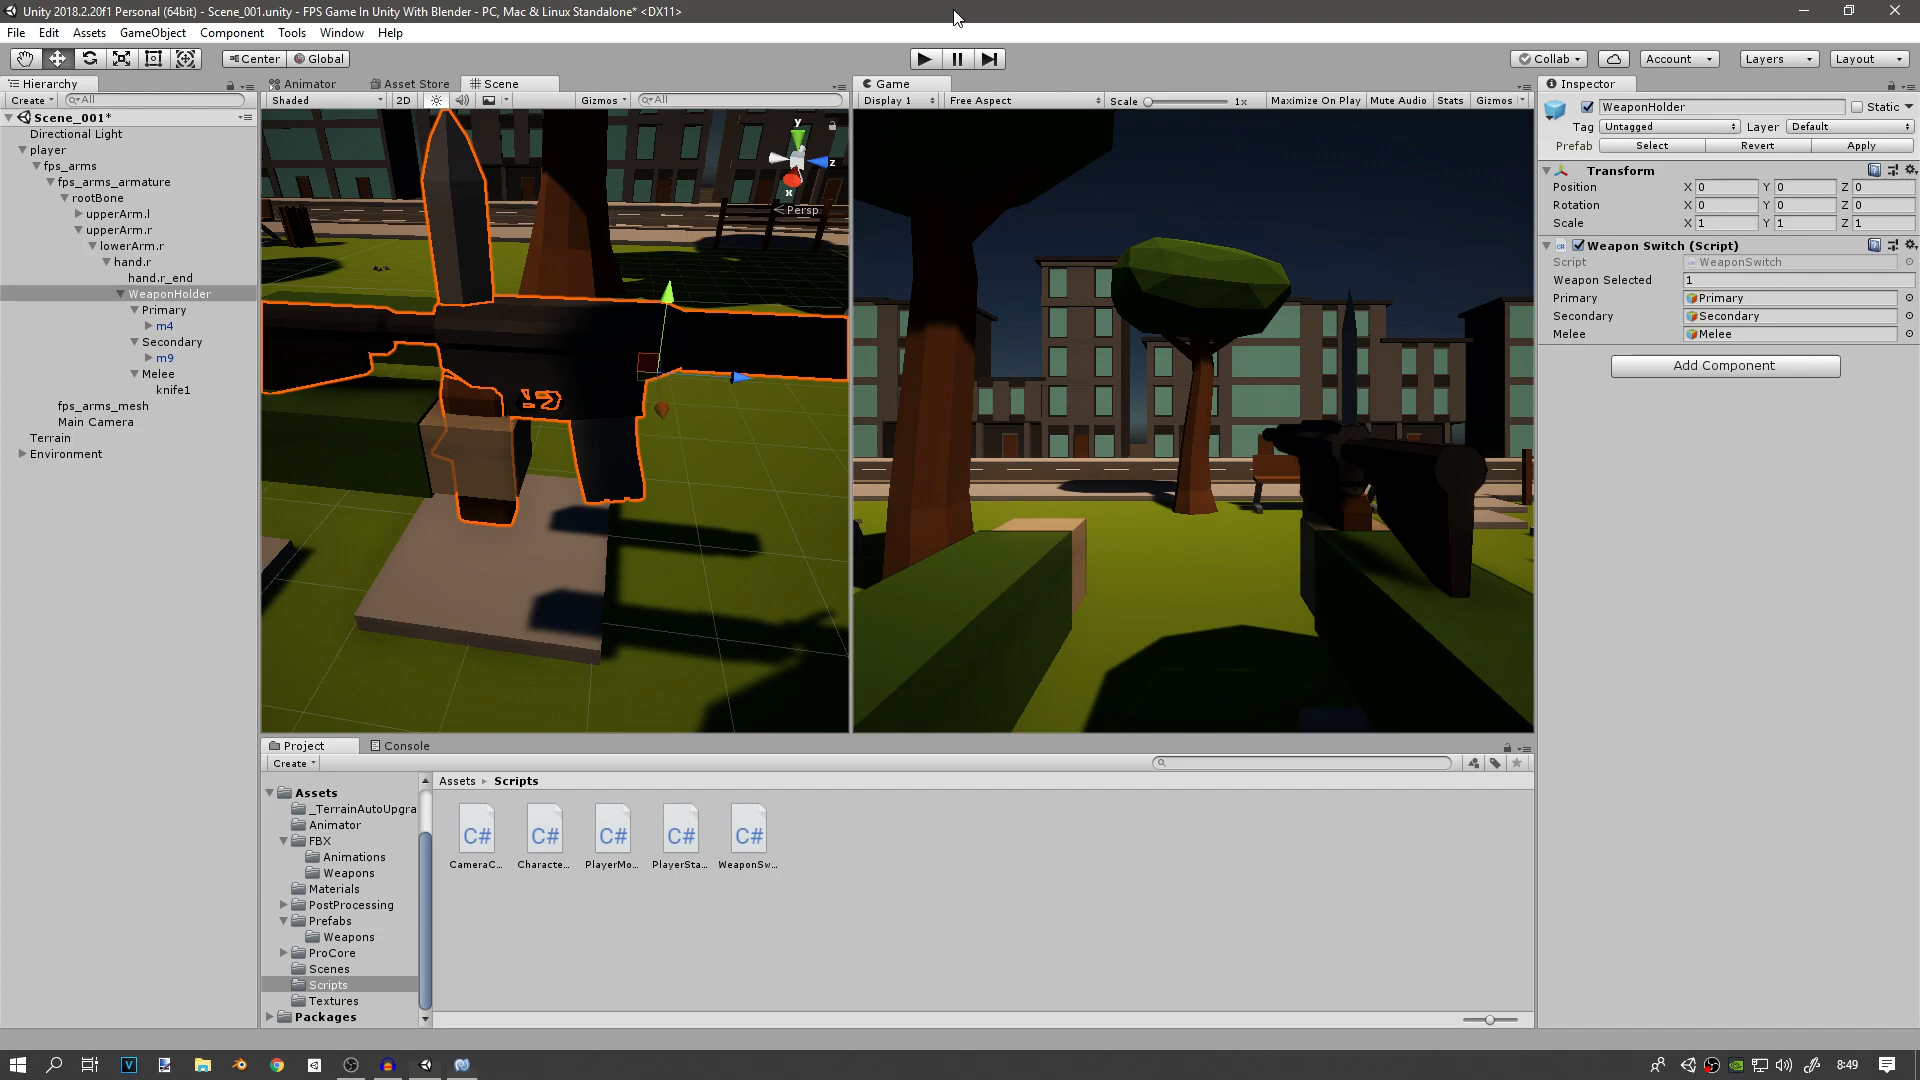 Unity 2018.2.20f1 Personal (64bit) - Scene_001.unity - FPS Game In Unity With Blender - PC, Mac & Linux Standalone* <DX11>
File Edit Assets GameObject Component Tools Window Help
Center Global Collab Account Layers Layout
Hierarchy
Create All
Scene_001*
Directional Light
player
fps_arms
fps_arms_armature
rootBone
upperArm.l
upperArm.r
lowerArm.r
hand.r
hand.r_end
WeaponHolder
Primary
m4
Secondary
m9
Melee
knife1
fps_arms_mesh
Main Camera
Terrain
Environment
Animator Asset Store Scene
Shaded 2D Gizmos All
y
z
x
Persp
Game
Display 1 Free Aspect Scale 1x Maximize On Play Mute Audio Stats Gizmos
Inspector
WeaponHolder Static
Tag Untagged Layer Default
Prefab Select Revert Apply
Transform
Position X 0 Y 0 Z 0
Rotation X 0 Y 0 Z 0
Scale X 1 Y 1 Z 1
Weapon Switch (Script)
Script WeaponSwitch
Weapon Selected 1
Primary Primary
Secondary Secondary
Melee Melee
Add Component
Project Console
Create
Assets
_TerrainAutoUpgra
Animator
FBX
Animations
Weapons
Materials
PostProcessing
Prefabs
Weapons
ProCore
Scenes
Scripts
Textures
Packages
Assets Scripts
C# C# C# C# C#
CameraC... Characte... PlayerMo... PlayerSta... WeaponSw...
8:49